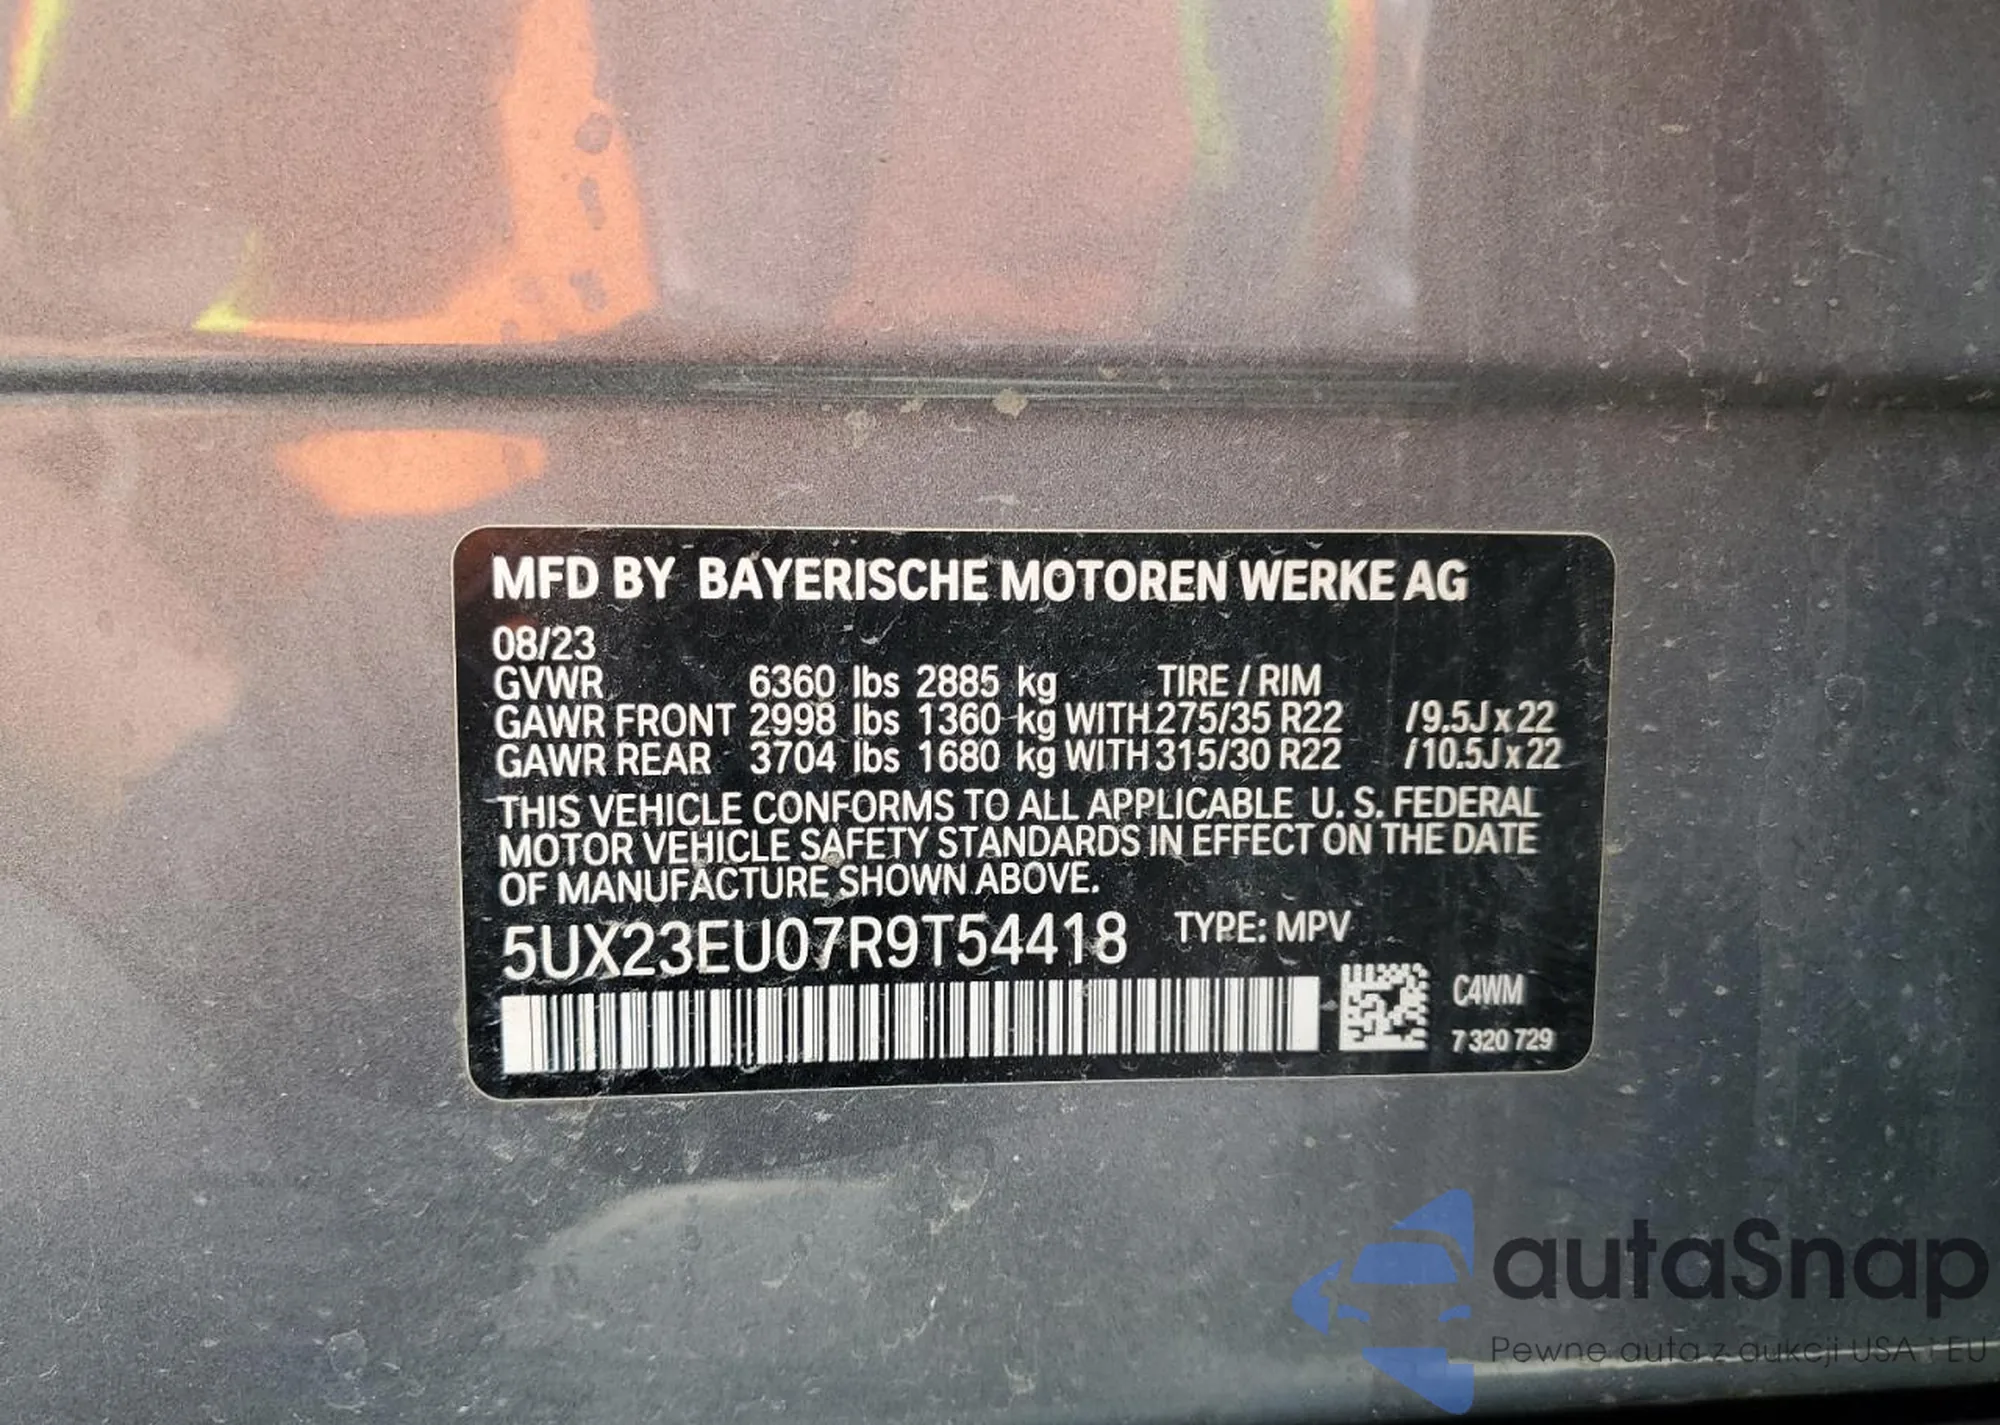 MFD BY BAYERISCHE MOTOREN WERKE AG
08/23
GVWR 6360 lbs 2885 kg TIRE / RIM
GAWR FRONT 2998 lbs 1360 kg WITH 275/35 R22 / 9.5J x 22
GAWR REAR 3704 lbs 1680 kg WITH 315/30 R22 / 10.5J x 22
THIS VEHICLE CONFORMS TO ALL APPLICABLE U. S. FEDERAL
MOTOR VEHICLE SAFETY STANDARDS IN EFFECT ON THE DATE
OF MANUFACTURE SHOWN ABOVE.
5UX23EU07R9T54418 TYPE: MPV
C4WM
7 320 729
autaSnap
Pewne auta z aukcji USA i EU